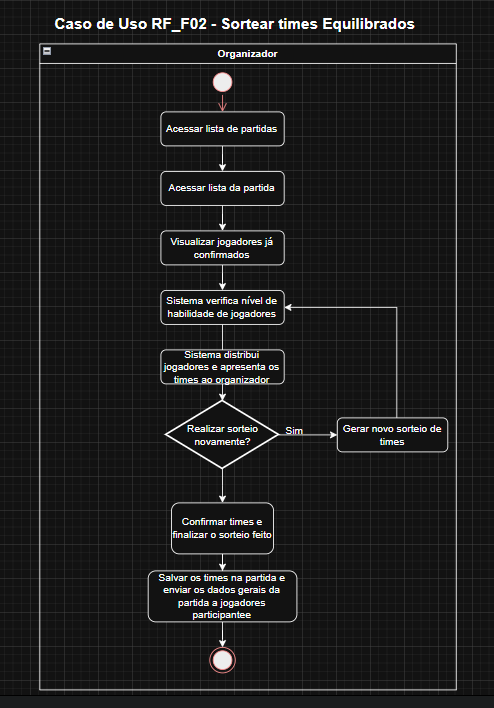 Caso de Uso RF_F02 - Sortear times Equilibrados
Organizador
Acessar lista de partidas
Acessar lista da partida
Visualizar jogadores já
confirmados
Sistema verifica nível de
habilidade de jogadores
Sistema distribui
jogadores e apresenta os
times ao organizador
Realizar sorteio
novamente?
Sim
Gerar novo sorteio de
times
Confirmar times e
finalizar o sorteio feito
Salvar os times na partida e
enviar os dados gerais da
partida a jogadores
participantee